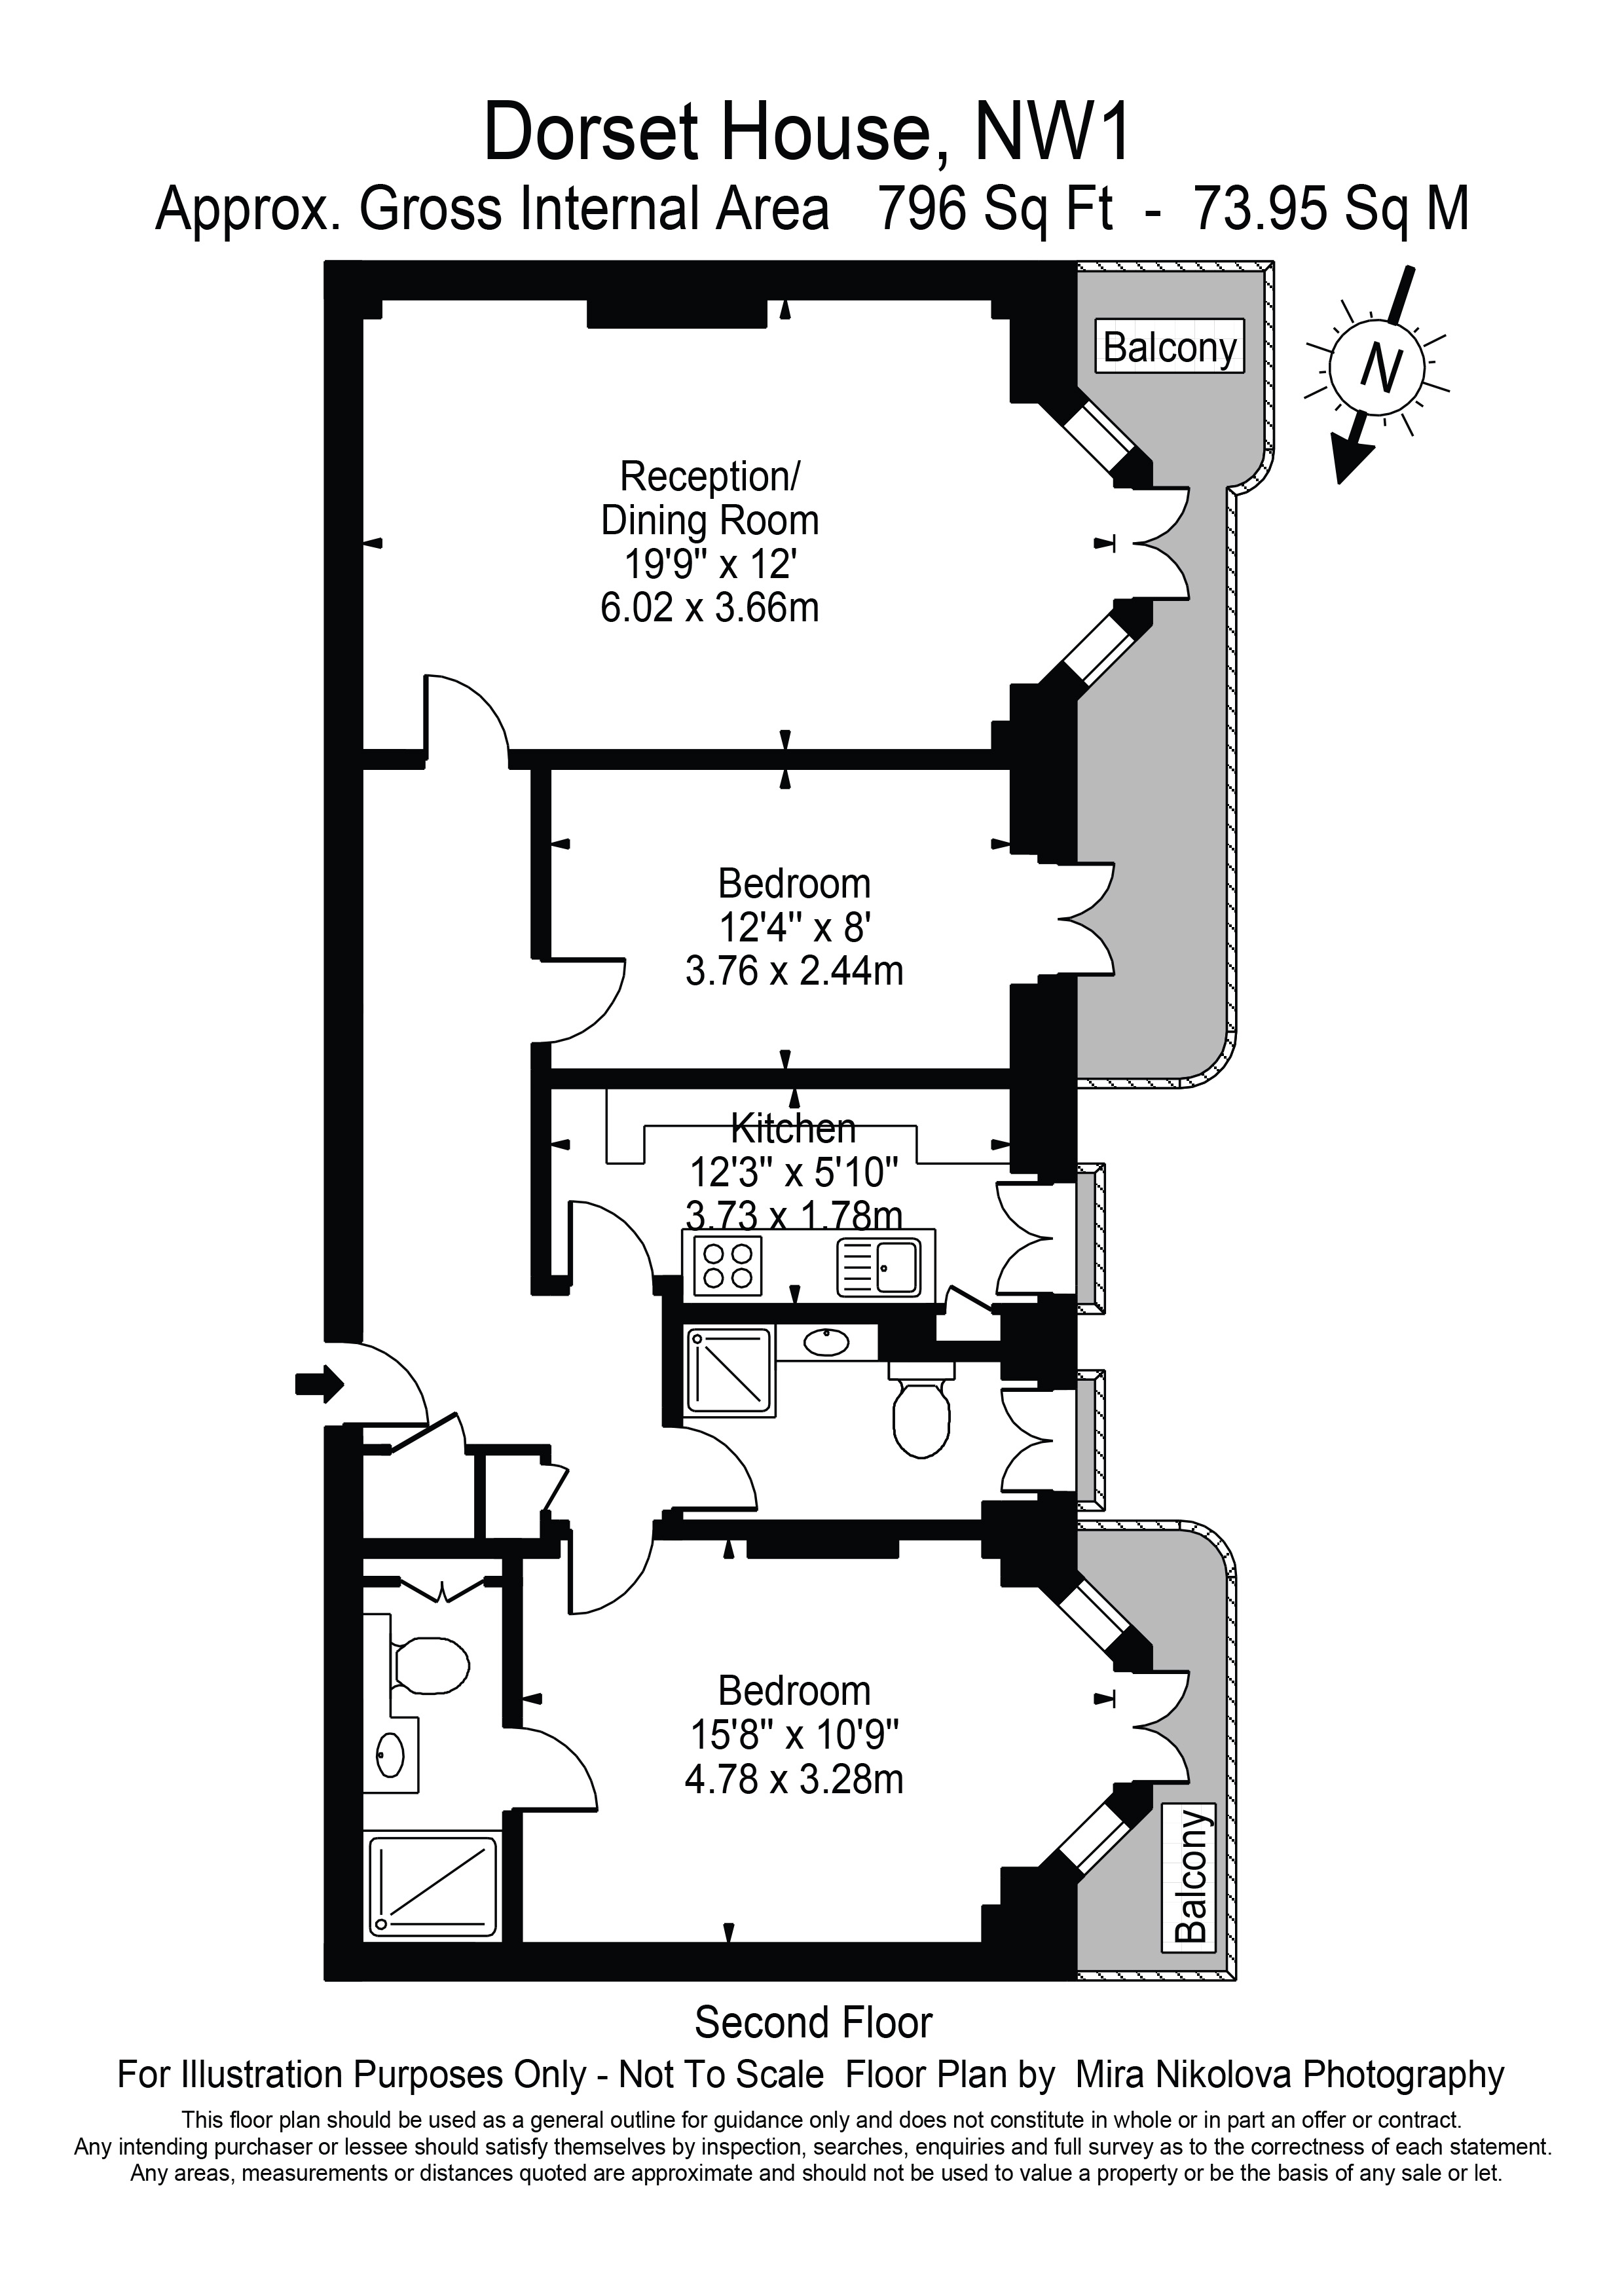 Dorset House, NW1
Approx. Gross Internal Area 796 Sq Ft - 73.95 Sq M
Balcony
N
Reception/
Dining Room
19'9" x 12'
6.02 x 3.66m
Bedroom
12'4" x 8'
3.76 x 2.44m
Kitchen
12'3" x 5'10"
3.73 x 1.78m
Bedroom
15'8" x 10'9"
4.78 x 3.28m
Balcony
Second Floor
For Illustration Purposes Only - Not To Scale Floor Plan by Mira Nikolova Photography
This floor plan should be used as a general outline for guidance only and does not constitute in whole or in part an offer or contract.
Any intending purchaser or lessee should satisfy themselves by inspection, searches, enquiries and full survey as to the correctness of each statement.
Any areas, measurements or distances quoted are approximate and should not be used to value a property or be the basis of any sale or let.